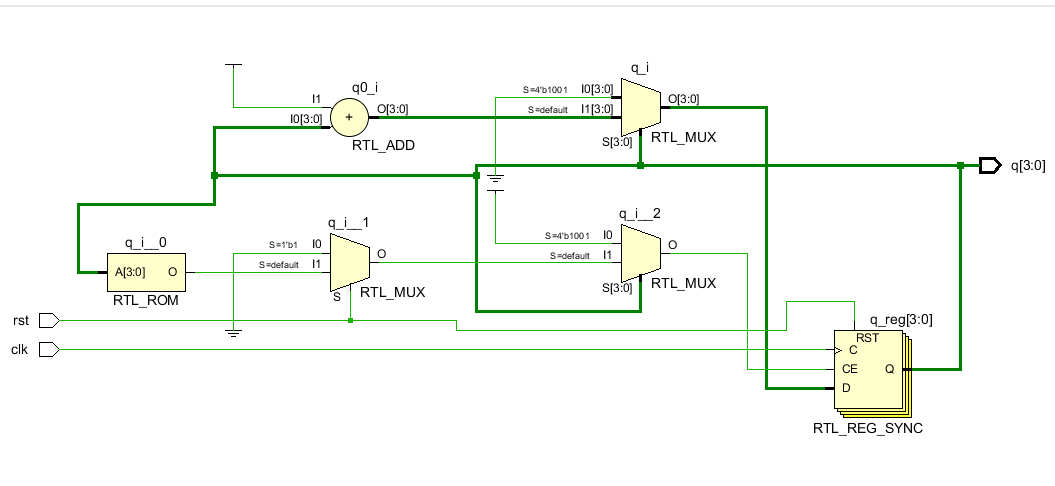 q0_i
I1
I0[3:0]
+
O[3:0]
RTL_ADD
q_i
S=4'b1001
I0[3:0]
S=default
I1[3:0]
O[3:0]
S[3:0]
RTL_MUX
q[3:0]
q_i__0
A[3:0]
O
RTL_ROM
q_i__1
S=1'b1
I0
S=default
I1
O
S
RTL_MUX
q_i__2
S=4'b1001
I0
S=default
I1
O
S[3:0]
RTL_MUX
rst
clk
q_reg[3:0]
RST
C
CE
Q
D
RTL_REG_SYNC